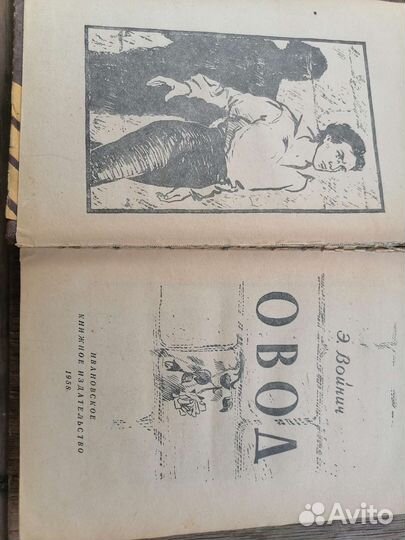 Э. Войнич
ОВОД
ИВАНОВСКОЕ
КНИЖНОЕ ИЗДАТЕЛЬСТВО
1958
Avito